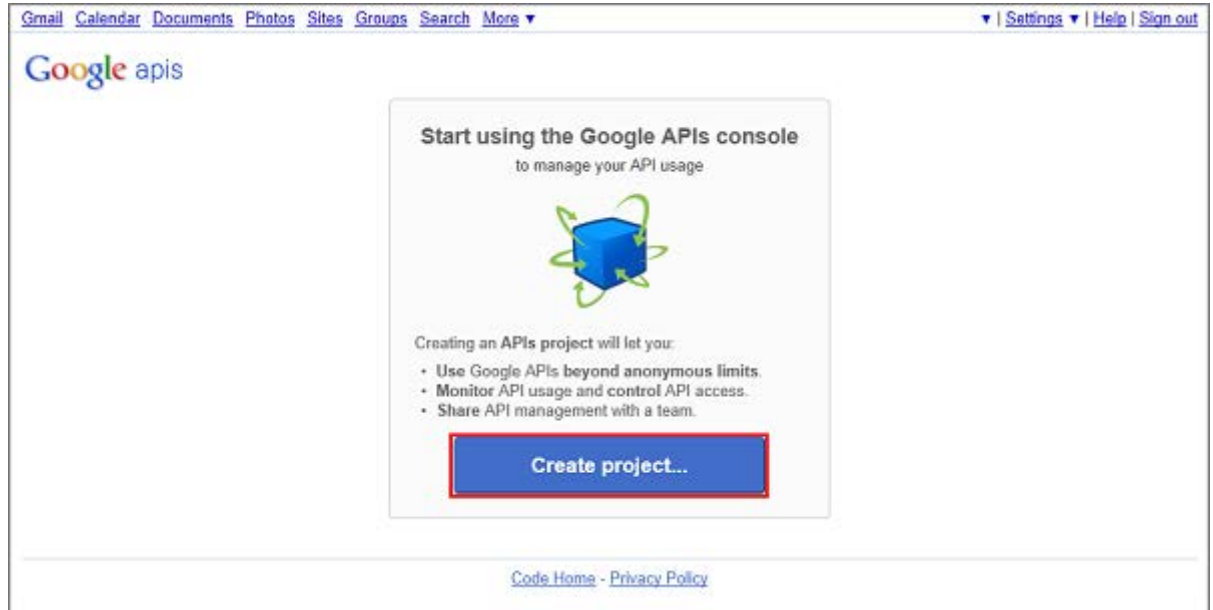 Gmail Calendar Documents Photos Sites Groups Search More ▼ ▼ | Settings ▼ | Help | Sign out
Google apis
Start using the Google APIs console
to manage your API usage
Creating an APIs project will let you:
• Use Google APIs beyond anonymous limits.
• Monitor API usage and control API access.
• Share API management with a team.
Create project...
Code Home - Privacy Policy